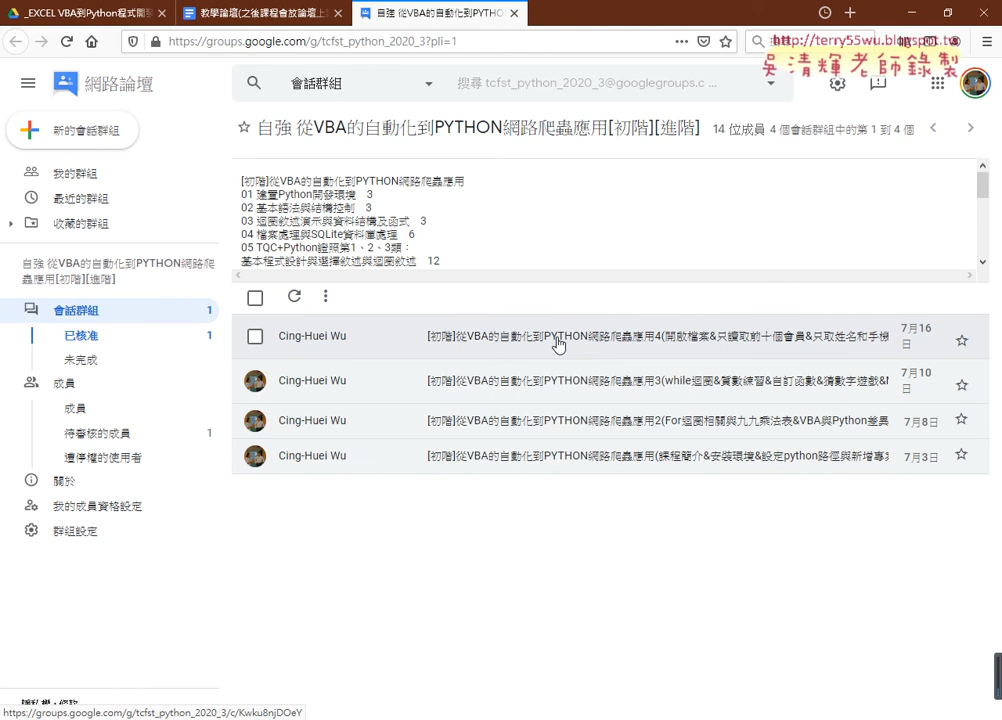 _EXCEL VBA到Python程式開發
教學論壇(之後課程會放論壇上
自強 從VBA的自動化到PYTHO
https://groups.google.com/g/tcfst_python_2020_3?pli=1
http://terry55wu.blogspot.tw
吳清輝老師錄製
網路論壇
會話群組
搜尋 tcfst_python_2020_3@googlegroups.c ...
新的會話群組
自強 從VBA的自動化到PYTHON網路爬蟲應用[初階][進階]
14 位成員 4 個會話群組中的第 1 到 4 個
我的群組
最近的群組
收藏的群組
[初階]從VBA的自動化到PYTHON網路爬蟲應用
01 建置Python開發環境 3
02 基本語法與結構控制 3
03 迴圈敘述演示與資料結構及函式 3
04 檔案處理與SQLite資料庫處理 6
05 TQC+Python證照第1、2、3類：
基本程式設計與選擇敘述與迴圈敘述 12
自強 從VBA的自動化到PYTHON網路爬
蟲應用[初階][進階]
會話群組 1
已核准 1
未完成
成員
成員
待審核的成員 1
遭停權的使用者
關於
我的成員資格設定
群組設定
Cing-Huei Wu [初階]從VBA的自動化到PYTHON網路爬蟲應用4(開啟檔案&只讀取前十個會員&只取姓名和手機 7月16日
Cing-Huei Wu [初階]從VBA的自動化到PYTHON網路爬蟲應用3(while迴圈&質數練習&自訂函數&猜數字遊戲& 7月10日
Cing-Huei Wu [初階]從VBA的自動化到PYTHON網路爬蟲應用2(For迴圈相關與九九乘法表&VBA與Python差異 7月8日
Cing-Huei Wu [初階]從VBA的自動化到PYTHON網路爬蟲應用(課程簡介&安裝環境&設定python路徑與新增專 7月3日
https://groups.google.com/g/tcfst_python_2020_3/c/Kwku8njDOeY